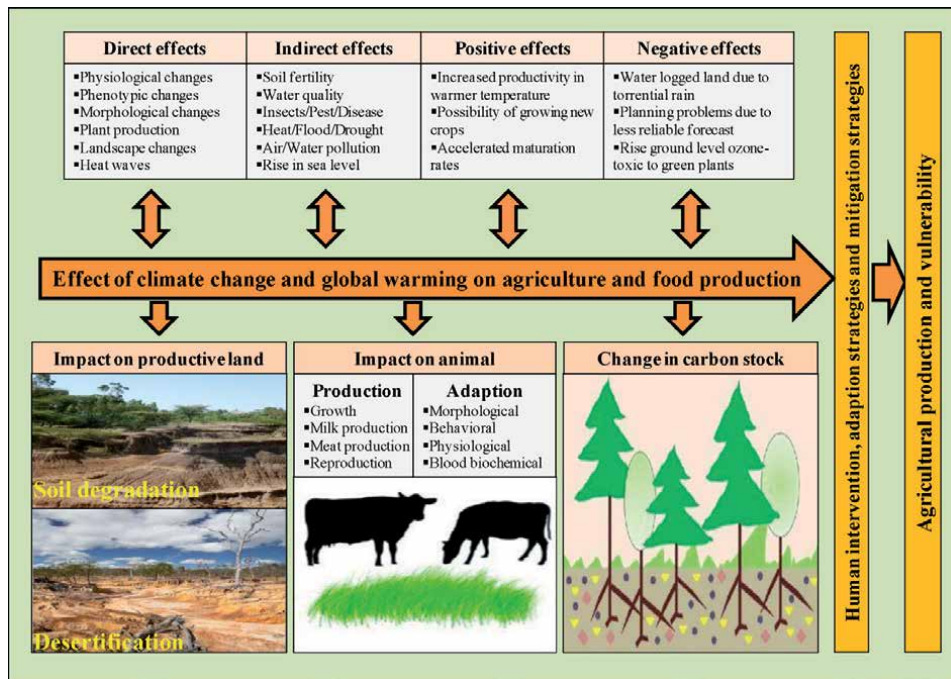 Direct effects
▪Physiological changes
▪Phenotypic changes
▪Morphological changes
▪Plant production
▪Landscape changes
▪Heat waves
Indirect effects
▪Soil fertility
▪Water quality
▪Insects/Pest/Disease
▪Heat/Flood/Drought
▪Air/Water pollution
▪Rise in sea level
Positive effects
▪Increased productivity in
warmer temperature
▪Possibility of growing new
crops
▪Accelerated maturation
rates
Negative effects
▪Water logged land due to
torrential rain
▪Planning problems due to
less reliable forecast
▪Rise ground level ozone-
toxic to green plants
Effect of climate change and global warming on agriculture and food production
Impact on productive land
Soil degradation
Desertification
Impact on animal
Production
▪Growth
▪Milk production
▪Meat production
▪Reproduction
Adaption
▪Morphological
▪Behavioral
▪Physiological
▪Blood biochemical
Change in carbon stock
Human intervention, adaption strategies and mitigation strategies
Agricultural production and vulnerability